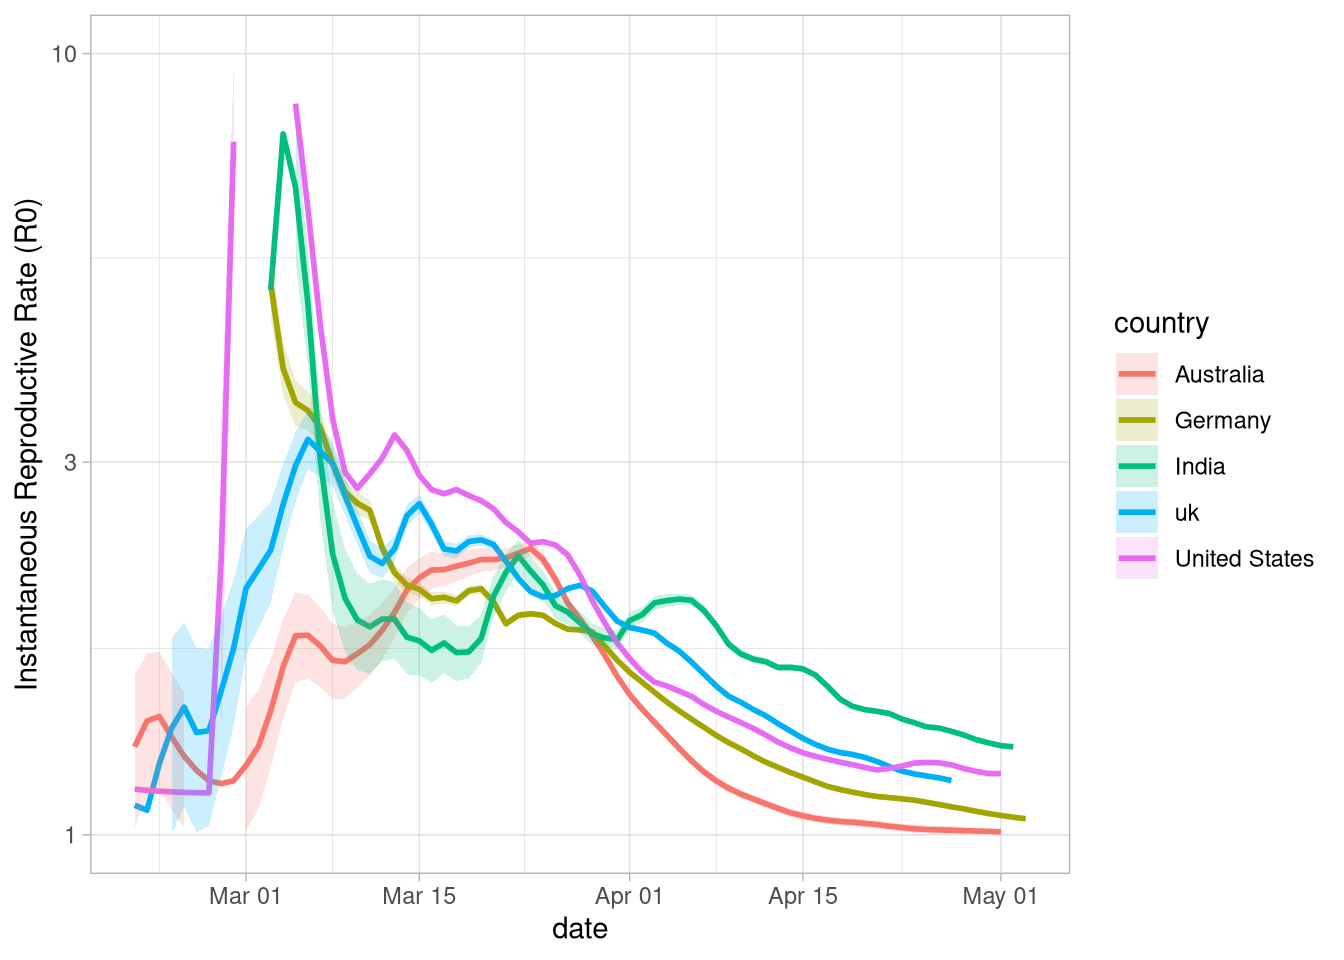 Instantaneous Reproductive Rate (R0)
10
3
1
Mar 01
Mar 15
Apr 01
Apr 15
May 01
date
country
Australia
Germany
India
uk
United States